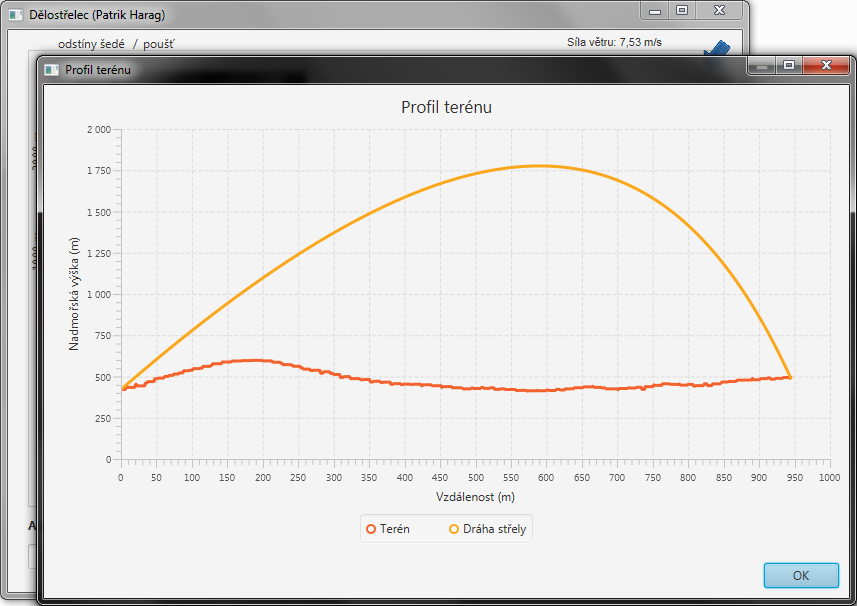 Dělostřelec (Patrik Harag)
odstíny šedé / poušť
Síla větru: 7,53 m/s
Profil terénu
Profil terénu
2 000
1 750
1 500
1 250
1 000
750
500
250
0
Nadmořská výška (m)
0 50 100 150 200 250 300 350 400 450 500 550 600 650 700 750 800 850 900 950 1000
Vzdálenost (m)
Terén
Dráha střely
A
OK